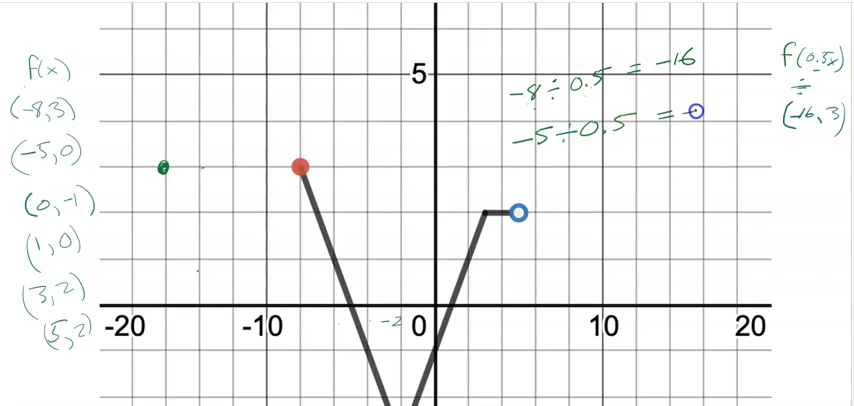 f(x)
(-8,3)
(-5,0)
(0,-1)
(1,0)
(3,2)
(5,2)
5
-8÷0.5 = -16
-5÷0.5 = -
f(0.5x)
÷
(-16,3)
-2
-20 -10 0 10 20